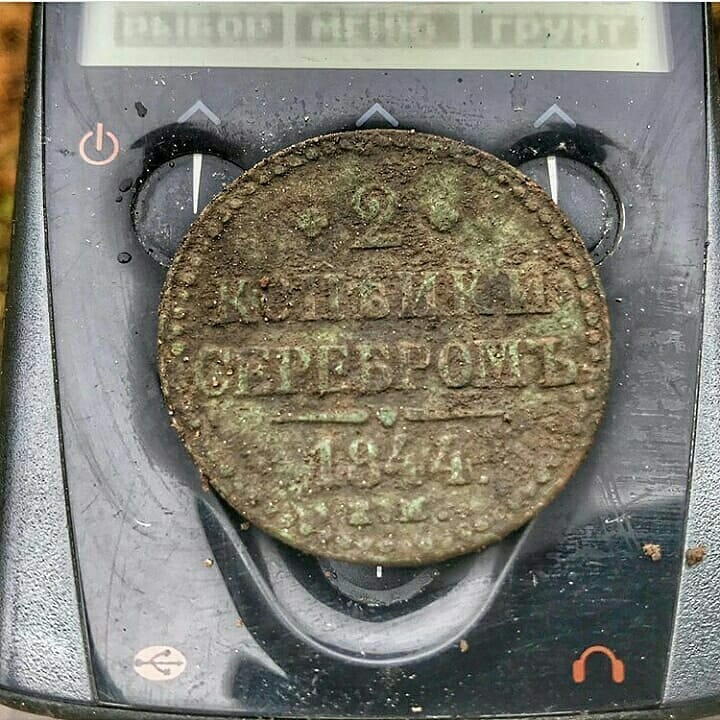 ВЫБОР МЕНЮ ГРУНТ
2
КОПѢЙКИ
СЕРЕБРОМЪ.
1844.